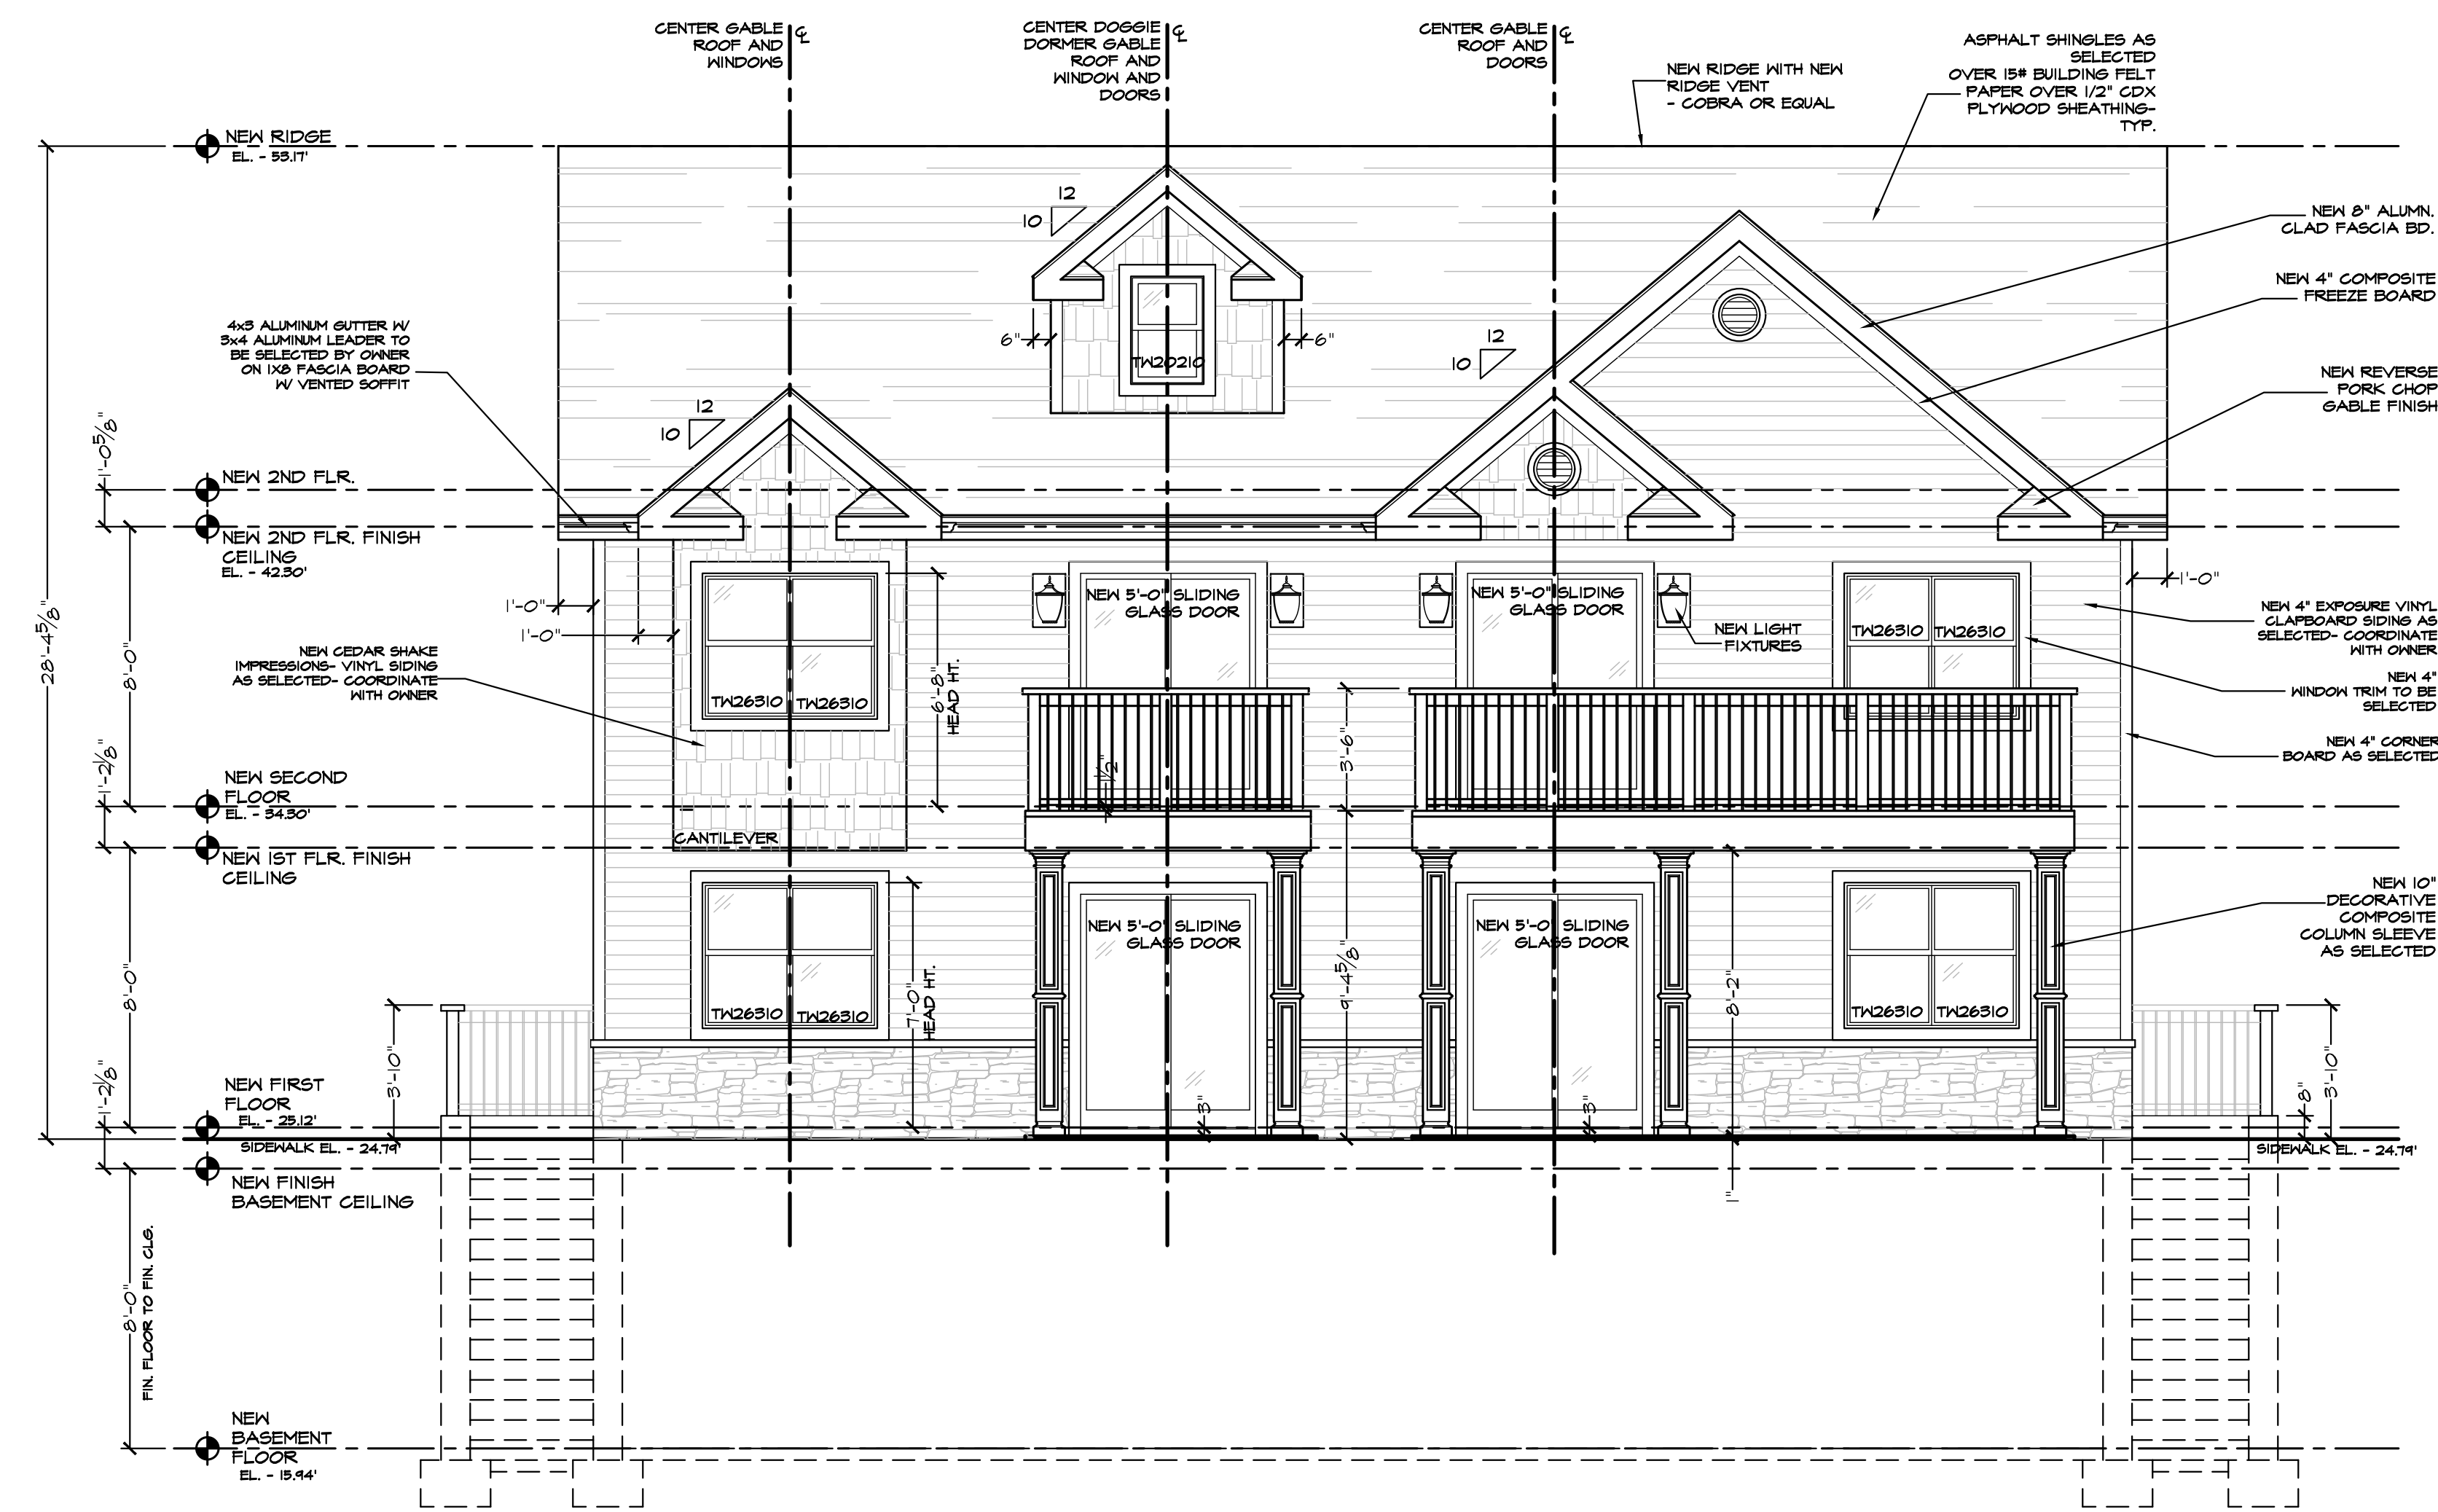 CENTER GABLE
ROOF AND
WINDOWS
CENTER DOGGIE
DORMER GABLE
ROOF AND
WINDOW AND
DOORS
CENTER GABLE
ROOF AND
DOORS
NEW RIDGE WITH NEW
RIDGE VENT
- COBRA OR EQUAL
ASPHALT SHINGLES AS
SELECTED
OVER 15# BUILDING FELT
PAPER OVER 1/2" CDX
PLYWOOD SHEATHING-
TYP.
NEW RIDGE
EL. - 53.17'
12
10
NEW 8" ALUMN.
CLAD FASCIA BD.
NEW 4" COMPOSITE
FREEZE BOARD
6"
6"
TW20210
12
10
4x3 ALUMINUM GUTTER W/
3x4 ALUMINUM LEADER TO
BE SELECTED BY OWNER
ON 1X8 FASCIA BOARD
W/ VENTED SOFFIT
12
10
NEW REVERSE
PORK CHOP
GABLE FINISH
1'-0 5/8"
NEW 2ND FLR.
NEW 2ND FLR. FINISH
CEILING
EL. - 42.30'
28'-4 5/8"
8'-0"
1'-0"
1'-0"
1'-0"
NEW 5'-0" SLIDING
GLASS DOOR
NEW 5'-0" SLIDING
GLASS DOOR
NEW LIGHT
FIXTURES
TW26310
TW26310
NEW 4" EXPOSURE VINYL
CLAPBOARD SIDING AS
SELECTED- COORDINATE
WITH OWNER
NEW CEDAR SHAKE
IMPRESSIONS- VINYL SIDING
AS SELECTED- COORDINATE
WITH OWNER
TW26310
TW26310
6'-8"
HEAD HT.
NEW 4"
WINDOW TRIM TO BE
SELECTED
NEW 4" CORNER
BOARD AS SELECTED
3'-6"
1'-2 1/8"
NEW SECOND
FLOOR
EL. - 34.30'
CANTILEVER
NEW 1ST FLR. FINISH
CEILING
NEW 10"
DECORATIVE
COMPOSITE
COLUMN SLEEVE
AS SELECTED
NEW 5'-0" SLIDING
GLASS DOOR
NEW 5'-0" SLIDING
GLASS DOOR
8'-0"
TW26310
TW26310
7'-0"
HEAD HT.
9'-4 5/8"
8'-2"
TW26310
TW26310
3'-10"
3'-10"
8"
1'-2 1/8"
NEW FIRST
FLOOR
EL. - 25.12'
3"
3"
SIDEWALK EL. - 24.79'
SIDEWALK EL. - 24.79'
NEW FINISH
BASEMENT CEILING
1"
8'-0"
FIN. FLOOR TO FIN. CLG.
NEW
BASEMENT
FLOOR
EL. - 15.94'